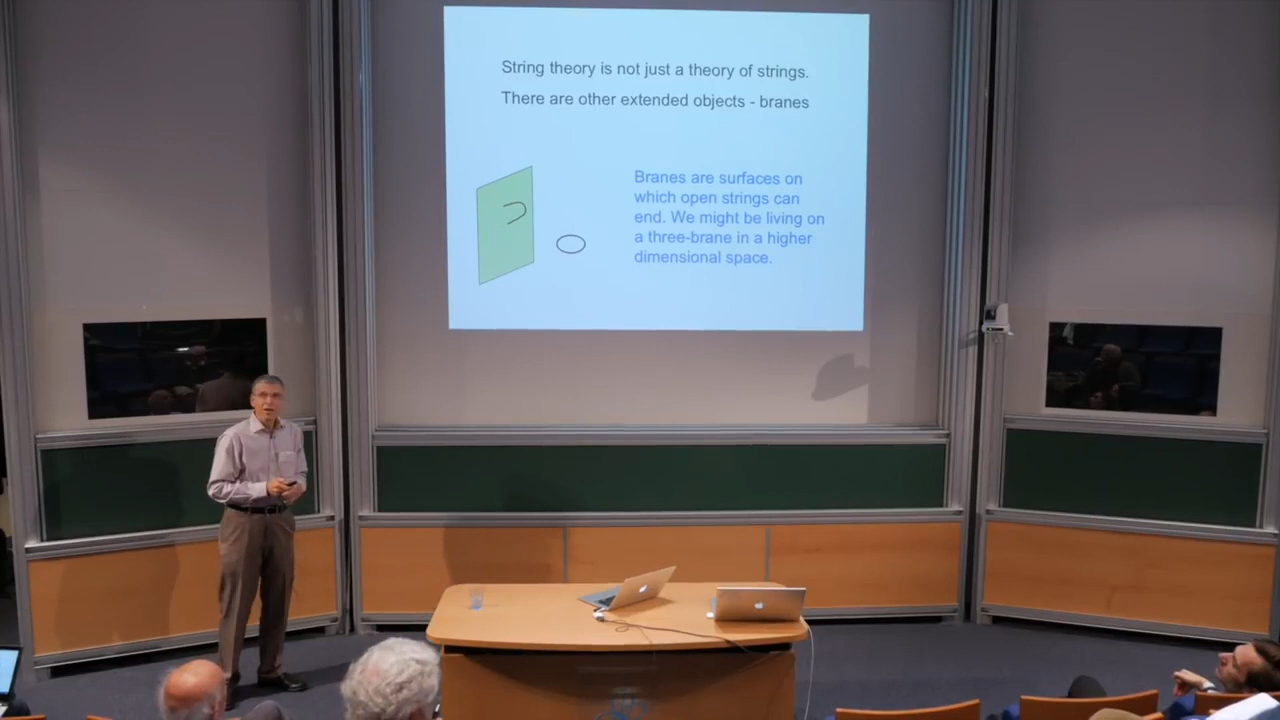 String theory is not just a theory of strings.
There are other extended objects - branes
Branes are surfaces on
which open strings can
end. We might be living on
a three-brane in a higher
dimensional space.